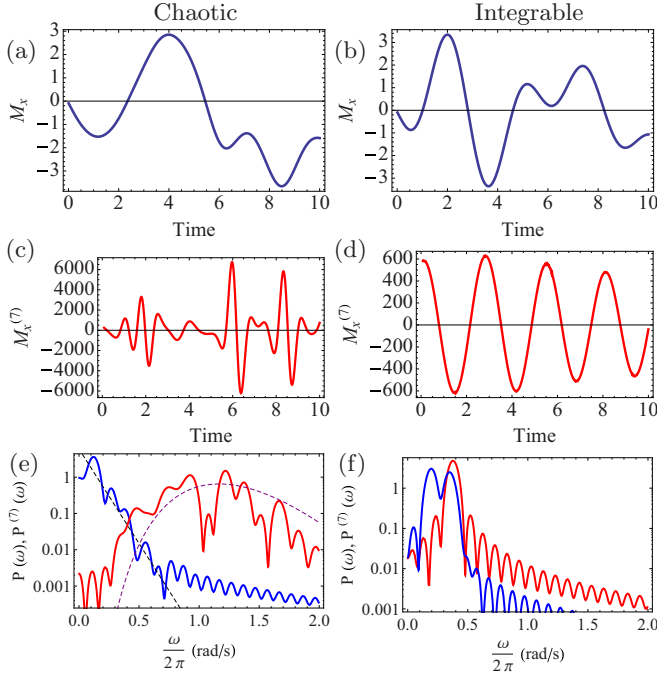 Chaotic Integrable
(a) (b)
M_x
3
2
1
0
−1
−2
−3
0 2 4 6 8 10
Time
M_x
3
2
1
0
−1
−2
−3
0 2 4 6 8 10
Time
(c) (d)
M_x^(7)
6000
4000
2000
0
−2000
−4000
−6000
0 2 4 6 8 10
Time
M_x^(7)
600
400
200
0
−200
−400
−600
0 2 4 6 8 10
Time
(e) (f)
P (ω), P^(7) (ω)
1
0.1
0.01
0.001
0.0 0.5 1.0 1.5 2.0
ω/2π (rad/s)
P (ω), P^(7) (ω)
1
0.1
0.01
0.001
0.0 0.5 1.0 1.5 2.0
ω/2π (rad/s)